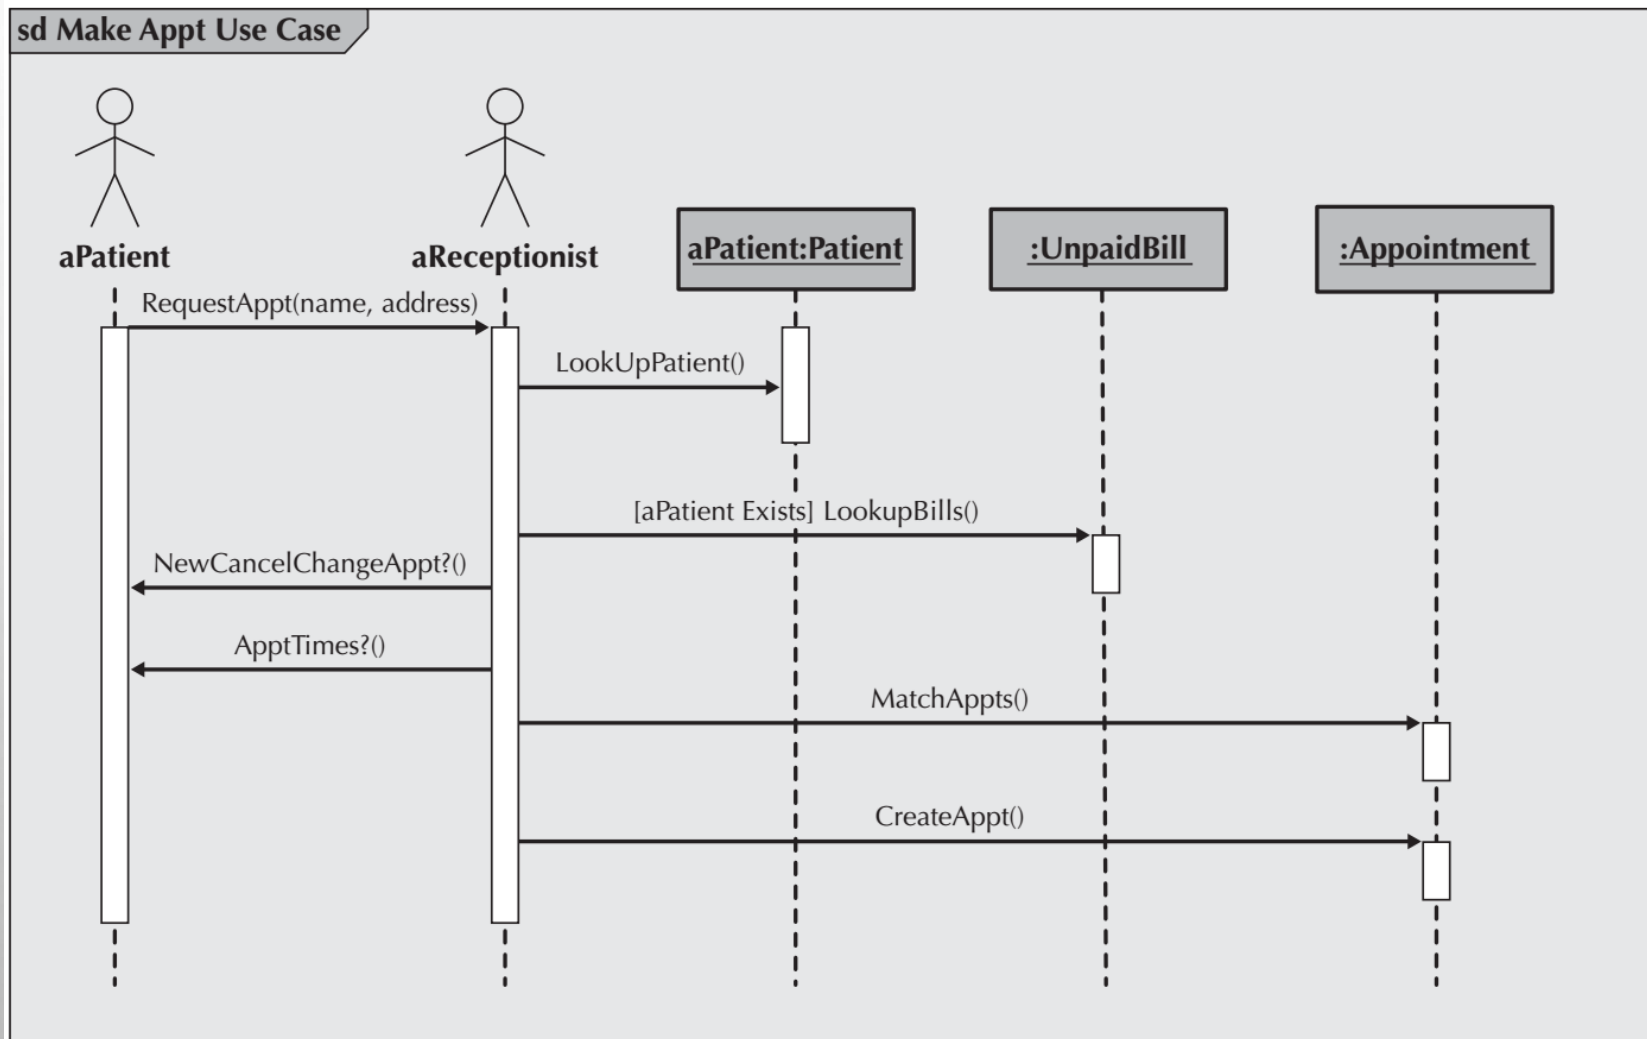 sd Make Appt Use Case
aPatient
aReceptionist
aPatient:Patient
:UnpaidBill
:Appointment
RequestAppt(name, address)
LookUpPatient()
[aPatient Exists] LookupBills()
NewCancelChangeAppt?()
ApptTimes?()
MatchAppts()
CreateAppt()